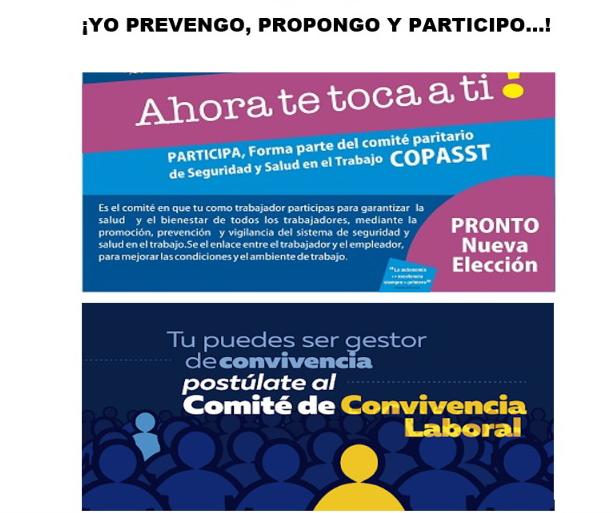 ¡YO PREVENGO, PROPONGO Y PARTICIPO...!
Ahora te toca a ti !
PARTICIPA, Forma parte del comité paritario
de Seguridad y Salud en el Trabajo COPASST
Es el comité en que tu como trabajador participas para garantizar la
salud y el bienestar de todos los trabajadores, mediante la
promoción, prevención y vigilancia del sistema de seguridad y
salud en el trabajo.Se el enlace entre el trabajador y el empleador,
para mejorar las condiciones y el ambiente de trabajo.
PRONTO
Nueva
Elección
"La
siempre primero"
Tu puedes ser gestor
de convivencia
postúlate al
Comité de Convivencia
Laboral